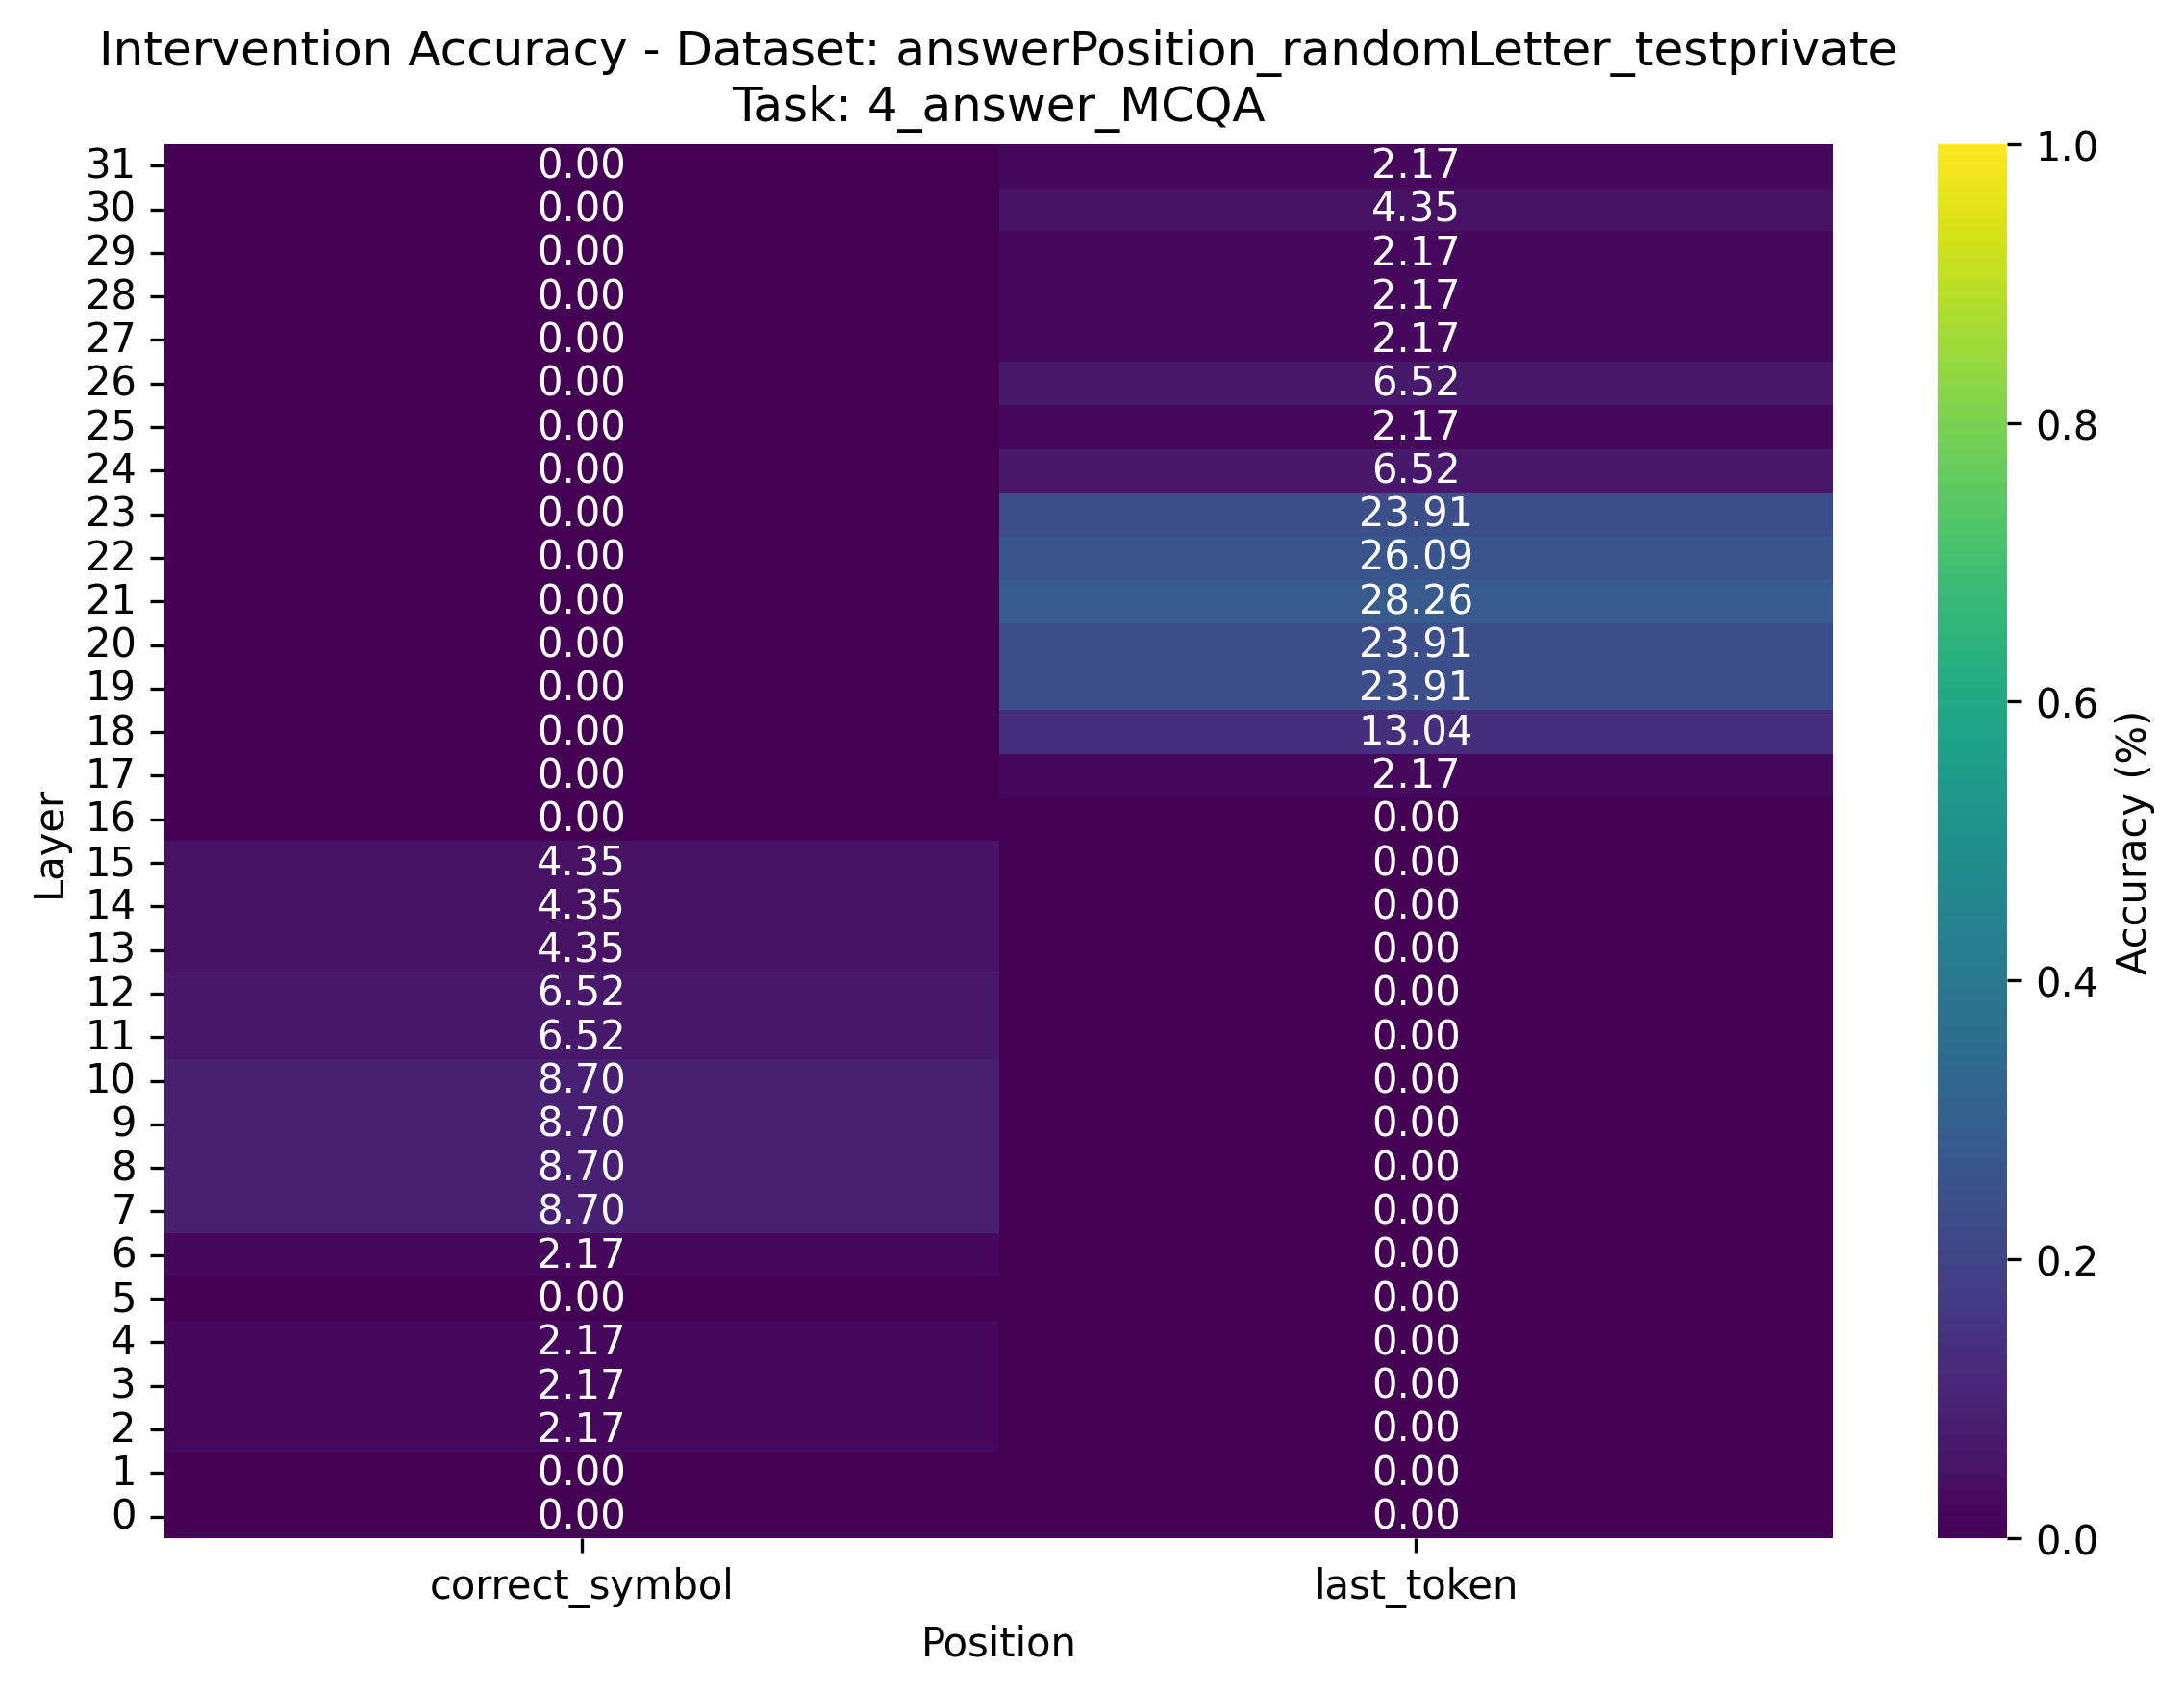 Intervention Accuracy - Dataset: answerPosition_randomLetter_testprivate
Task: 4_answer_MCQA
31 0.00 2.17
30 0.00 4.35
29 0.00 2.17
28 0.00 2.17
27 0.00 2.17
26 0.00 6.52
25 0.00 2.17
24 0.00 6.52
23 0.00 23.91
22 0.00 26.09
21 0.00 28.26
20 0.00 23.91
19 0.00 23.91
18 0.00 13.04
17 0.00 2.17
16 0.00 0.00
15 4.35 0.00
14 4.35 0.00
13 4.35 0.00
12 6.52 0.00
11 6.52 0.00
10 8.70 0.00
9 8.70 0.00
8 8.70 0.00
7 8.70 0.00
6 2.17 0.00
5 0.00 0.00
4 2.17 0.00
3 2.17 0.00
2 2.17 0.00
1 0.00 0.00
0 0.00 0.00
Layer
correct_symbol last_token
Position
1.0
0.8
0.6
0.4
0.2
0.0
Accuracy (%)